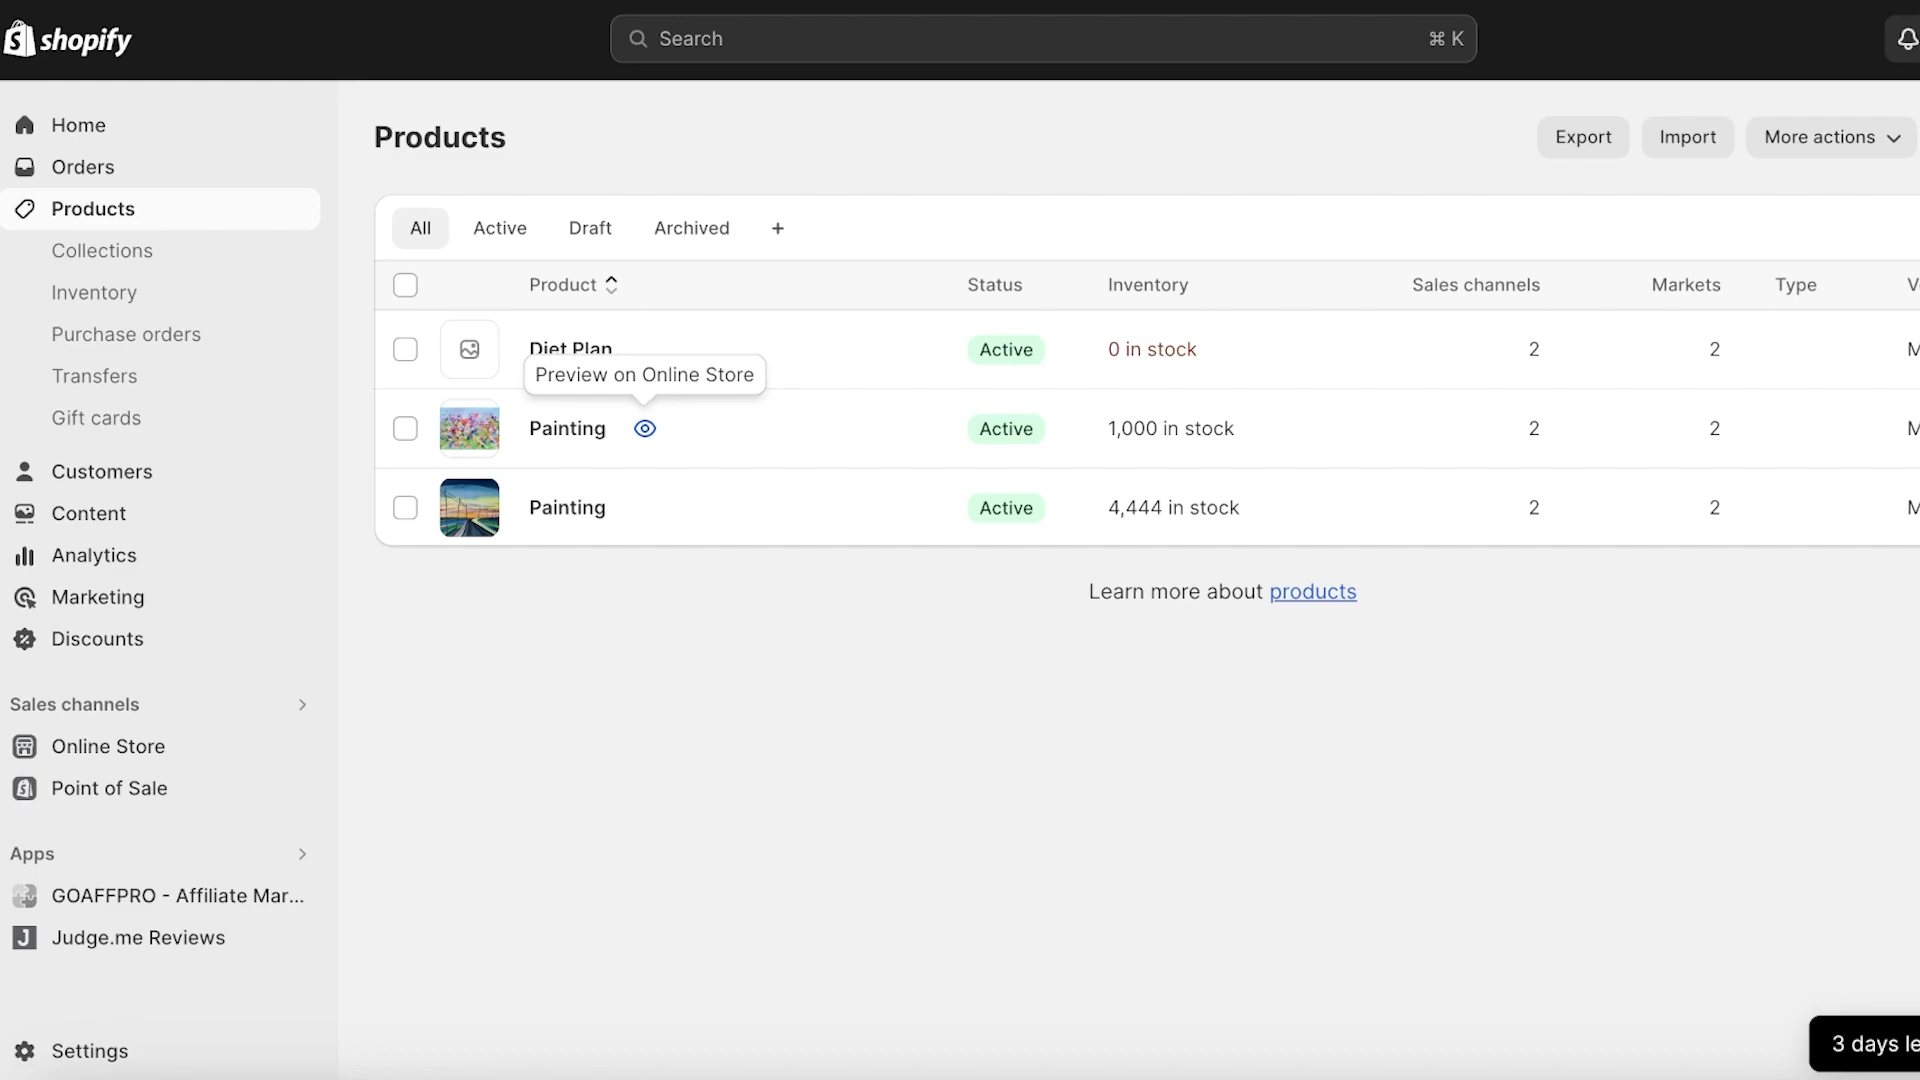 shopify
Search
⌘ K
Home
Orders
Products
Collections
Inventory
Purchase orders
Transfers
Gift cards
Customers
Content
Analytics
Marketing
Discounts
Sales channels
Online Store
Point of Sale
Apps
GOAFFPRO - Affiliate Mar...
Judge.me Reviews
Settings
Products
Export
Import
More actions
All
Active
Draft
Archived
+
Product
Status
Inventory
Sales channels
Markets
Type
Diet Plan
Active
0 in stock
2
2
M
Preview on Online Store
Painting
Active
1,000 in stock
2
2
M
Painting
Active
4,444 in stock
2
2
M
Learn more about products
3 days le